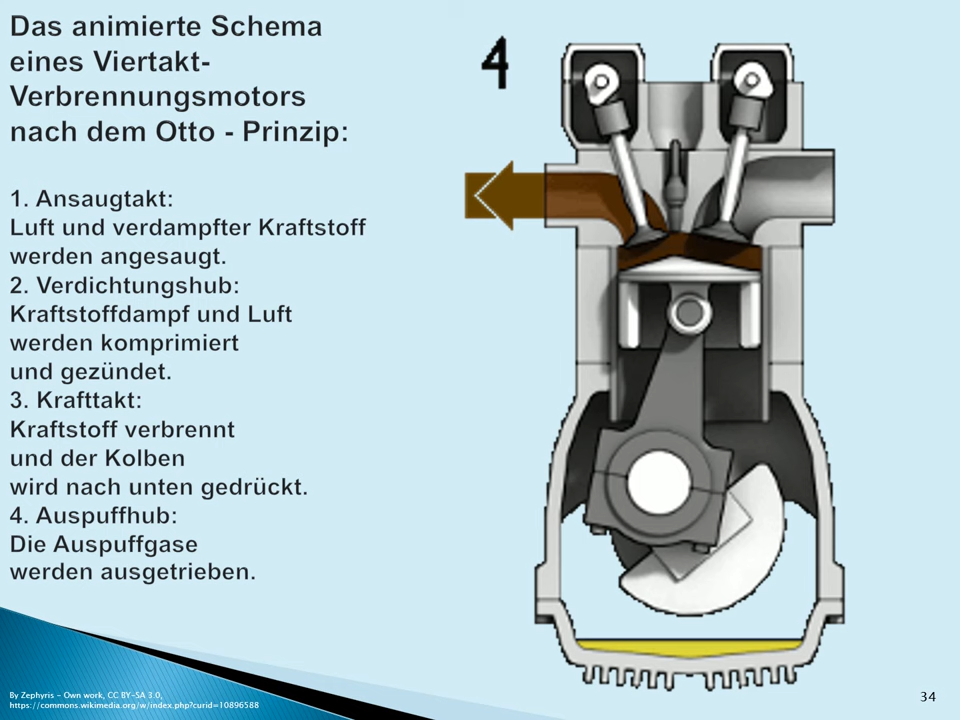 Das animierte Schema
eines Viertakt-
Verbrennungsmotors
nach dem Otto - Prinzip:
4
1. Ansaugtakt:
Luft und verdampfter Kraftstoff
werden angesaugt.
2. Verdichtungshub:
Kraftstoffdampf und Luft
werden komprimiert
und gezündet.
3. Krafttakt:
Kraftstoff verbrennt
und der Kolben
wird nach unten gedrückt.
4. Auspuffhub:
Die Auspuffgase
werden ausgetrieben.
By Zephyris - Own work, CC BY-SA 3.0,
https://commons.wikimedia.org/w/index.php?curid=10896588
34